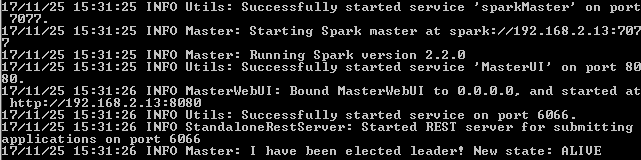 17/11/25 15:31:25 INFO Utils: Successfully started service 'sparkMaster' on port
 7077.
17/11/25 15:31:25 INFO Master: Starting Spark master at spark://192.168.2.13:707
7
17/11/25 15:31:25 INFO Master: Running Spark version 2.2.0
17/11/25 15:31:26 INFO Utils: Successfully started service 'MasterUI' on port 80
80.
17/11/25 15:31:26 INFO MasterWebUI: Bound MasterWebUI to 0.0.0.0, and started at
 http://192.168.2.13:8080
17/11/25 15:31:26 INFO Utils: Successfully started service on port 6066.
17/11/25 15:31:26 INFO StandaloneRestServer: Started REST server for submitting
applications on port 6066
17/11/25 15:31:26 INFO Master: I have been elected leader! New state: ALIVE